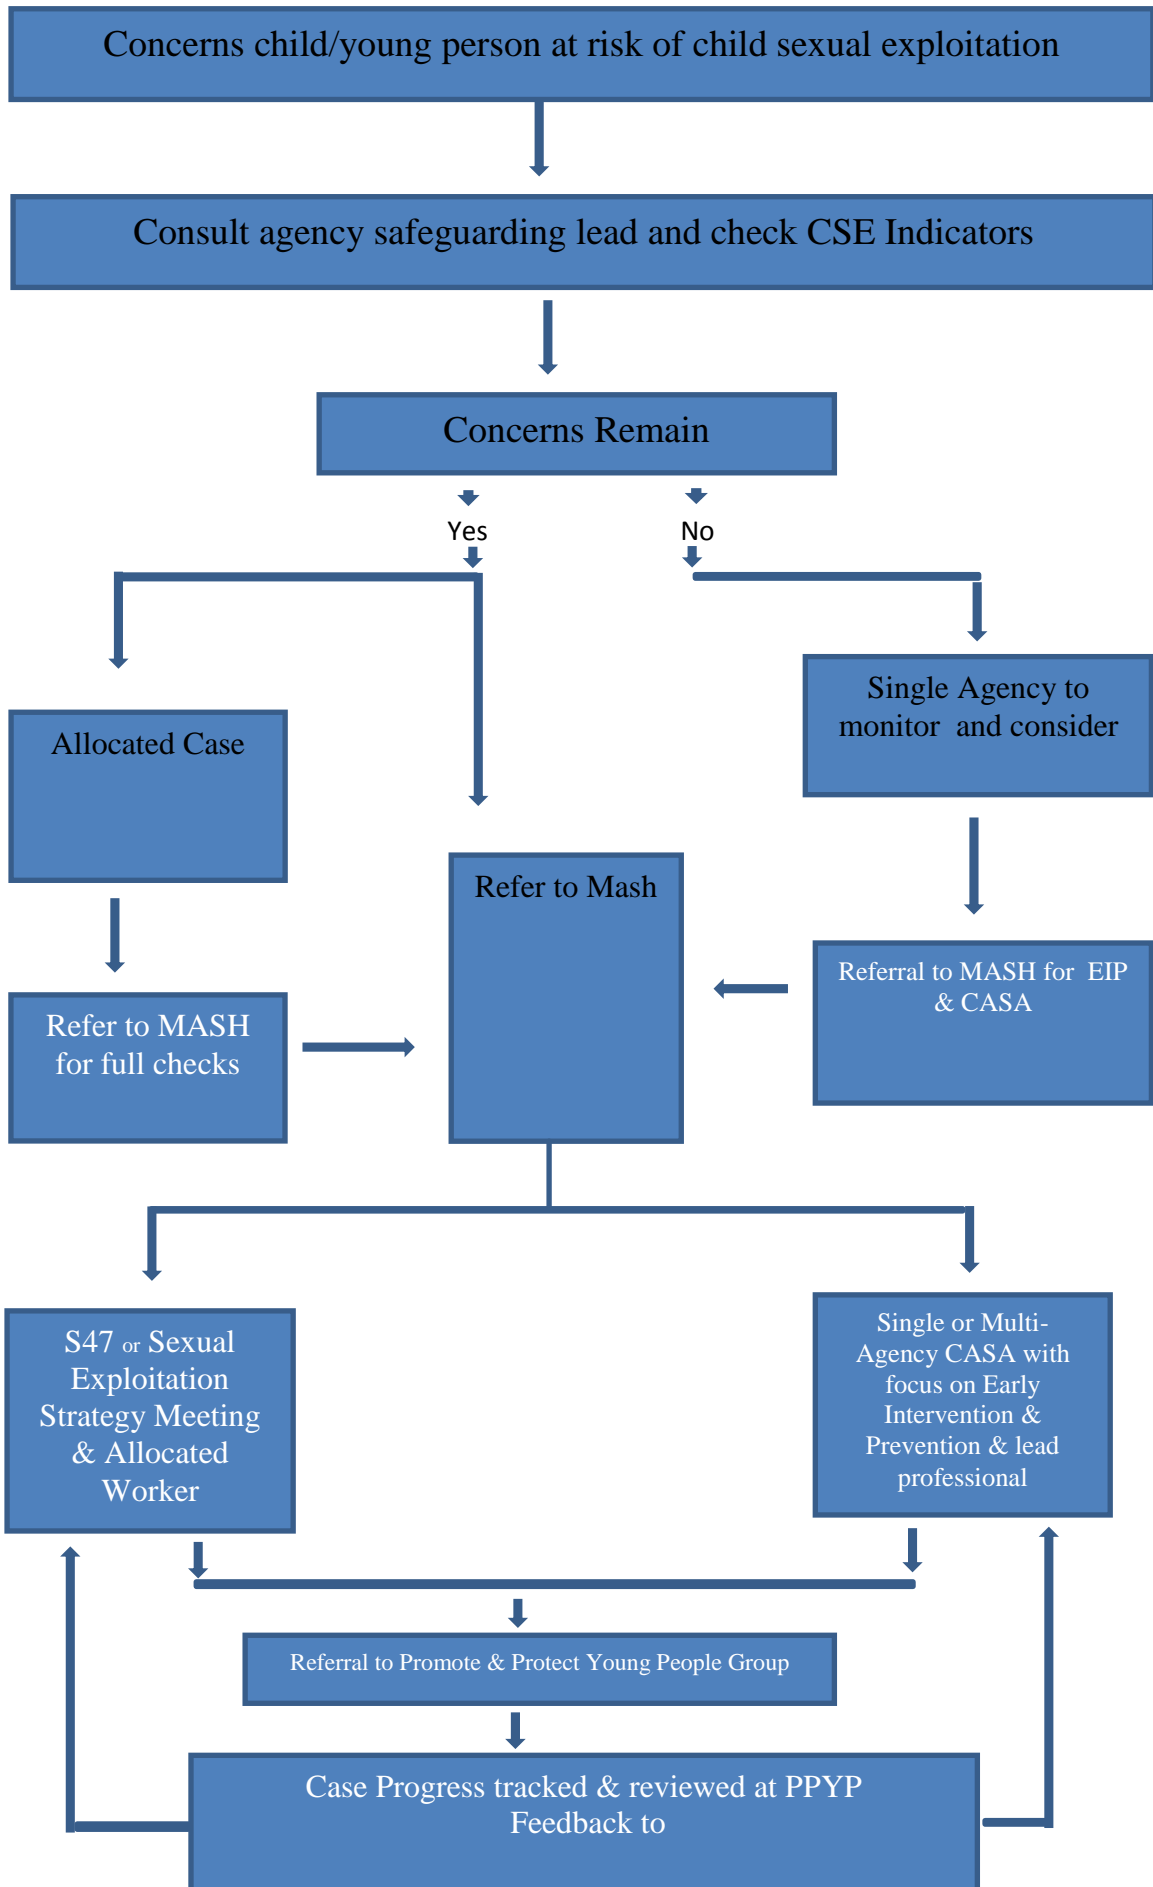 Concerns child/young person at risk of child sexual exploitation
Consult agency safeguarding lead and check CSE Indicators
Concerns Remain
Yes
No
Single Agency to
monitor and consider
Allocated Case
Refer to Mash
Referral to MASH for EIP
& CASA
Refer to MASH
for full checks
S47 or Sexual
Exploitation
Strategy Meeting
& Allocated
Worker
Single or Multi-
Agency CASA with
focus on Early
Intervention &
Prevention & lead
professional
Referral to Promote & Protect Young People Group
Case Progress tracked & reviewed at PPYP
Feedback to